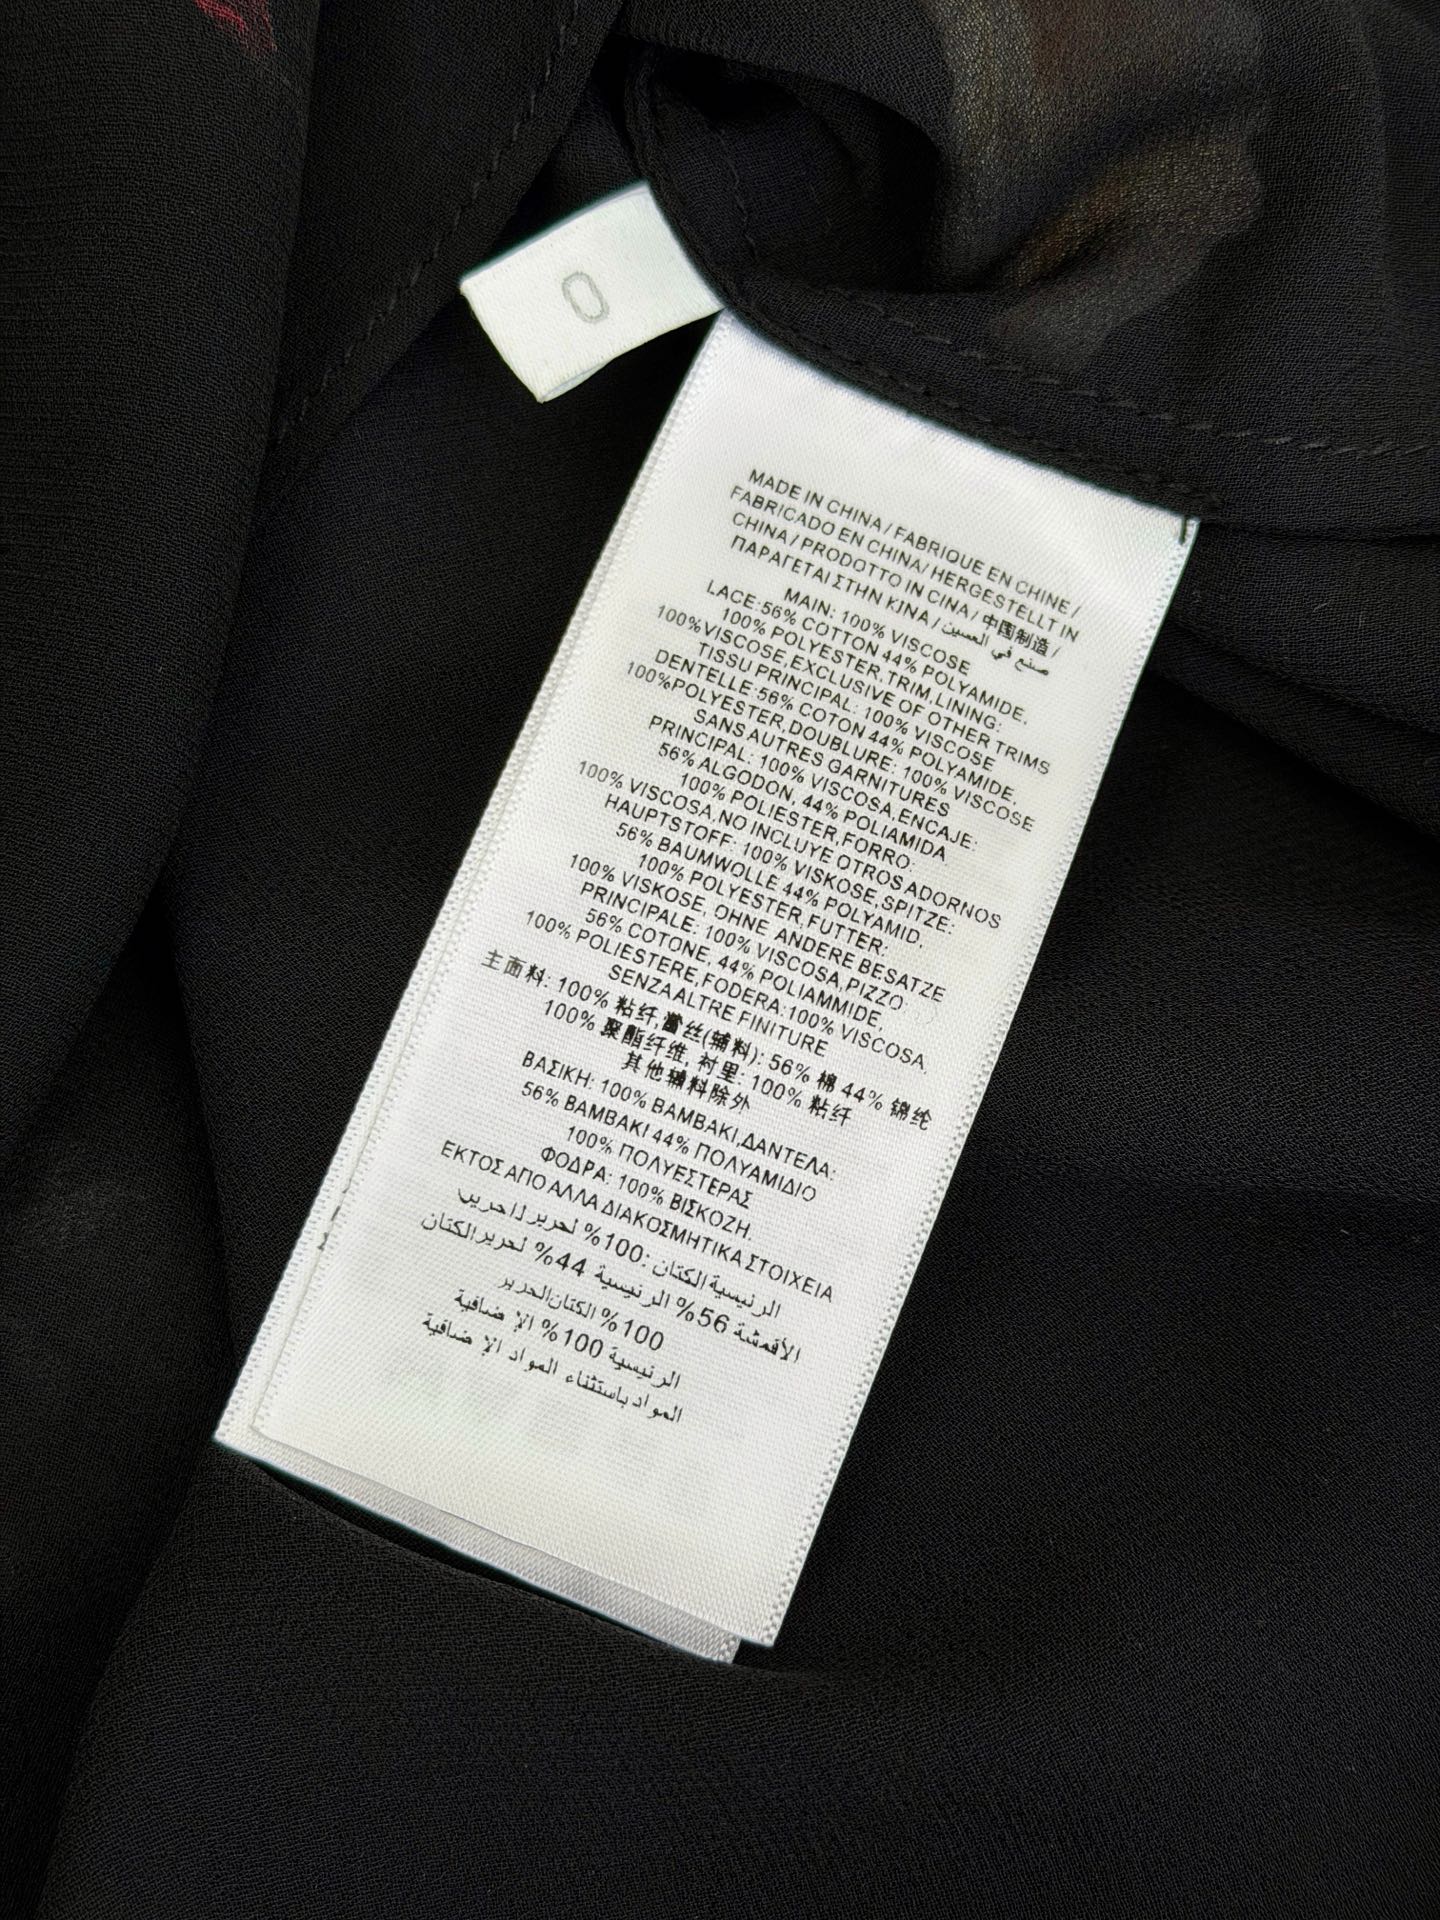 0
MADE IN CHINA / FABRIQUE EN CHINE /
FABRICADO EN CHINA/ HERGESTELLT IN
CHINA / PRODOTTO IN CINA / 中国制造 /
ΠΑΡΑΓΕΤΑΙ ΣΤΗΝ ΚΙΝΑ / صنع في الصين
MAIN: 100% VISCOSE
LACE:56% COTTON 44% POLYAMIDE,
100% POLYESTER,TRIM,LINING:
100%VISCOSE,EXCLUSIVE OF OTHER TRIMS
TISSU PRINCIPAL: 100% VISCOSE
DENTELLE:56% COTON 44% POLYAMIDE,
100%POLYESTER,DOUBLURE: 100% VISCOSE
SANS AUTRES GARNITURES
PRINCIPAL: 100% VISCOSA,ENCAJE:
56% ALGODON, 44% POLIAMIDA
100% POLIESTER,FORRO:
100% VISCOSA,NO INCLUYE OTROS ADORNOS
HAUPTSTOFF: 100% VISKOSE,SPITZE:
56% BAUMWOLLE 44% POLYAMID,
100% POLYESTER,FUTTER:
100% VISKOSE, OHNE ANDERE BESATZE
PRINCIPALE: 100% VISCOSA,PIZZO:
56% COTONE, 44% POLIAMMIDE,
100% POLIESTERE,FODERA:100% VISCOSA,
SENZA ALTRE FINITURE
主面料: 100% 粘纤,蕾丝(辅料): 56% 棉 44% 锦纶
100% 聚酯纤维, 衬里: 100% 粘纤
其他辅料除外
ΒΑΣΙΚΗ: 100% ΒΑΜΒΑΚΙ,ΔΑΝΤΕΛΑ:
56% ΒΑΜΒΑΚΙ 44% ΠΟΛΥΑΜΙΔΙΟ
100% ΠΟΛΥΕΣΤΕΡΑΣ
ΦΟΔΡΑ: 100% ΒΙΣΚΟΖΗ.
ΕΚΤΟΣ ΑΠΟ ΑΛΛΑ ΔΙΑΚΟΣΜΗΤΙΚΑ ΣΤΟΙΧΕΙΑ
الرئيسية الكتان :100%
الأقمشة 56% الرئيسية 44% لحرير/الكتان
100% الكتان/الحرير
الرئيسية 100% الإ ضافية
المواد باستثناء المواد الإ ضافية